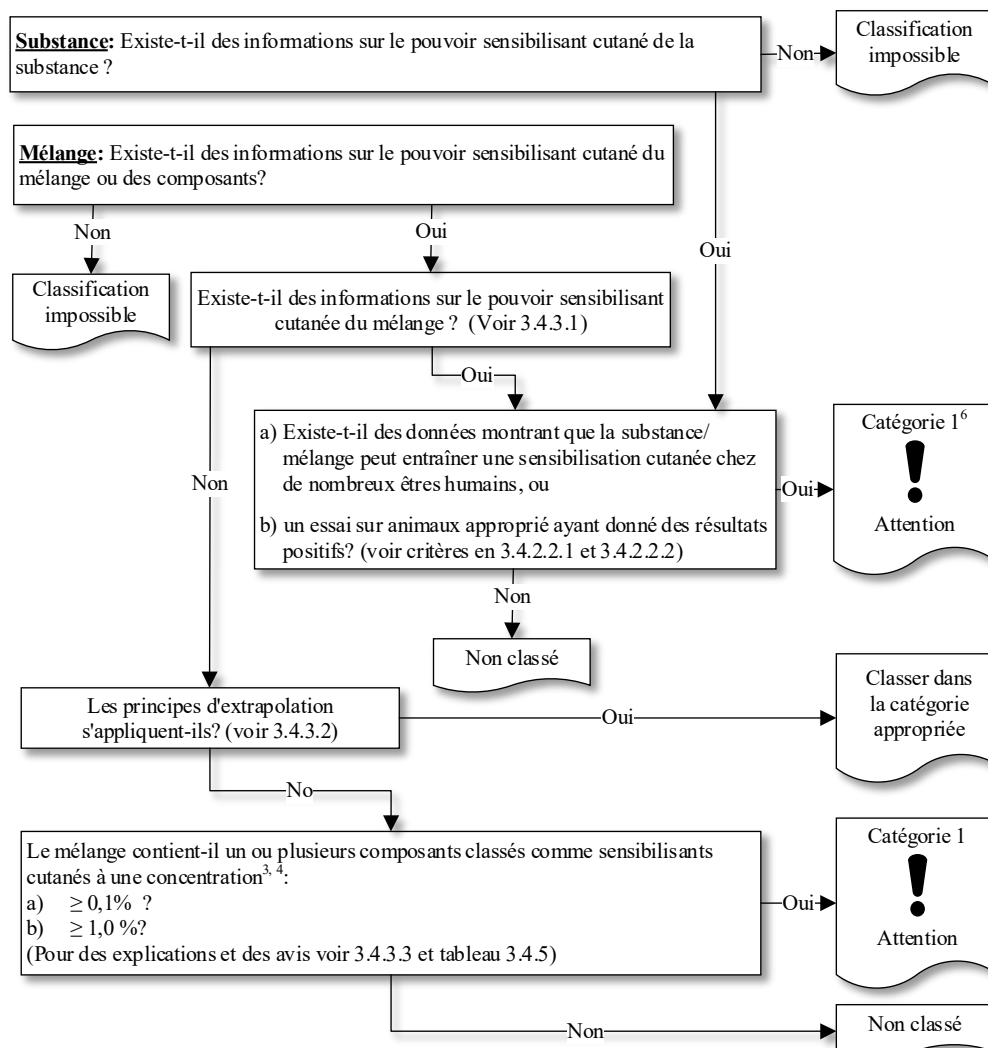 Substance: Existe-t-il des informations sur le pouvoir sensibilisant cutané de la
substance ?
Non
Classification
impossible
Mélange: Existe-t-il des informations sur le pouvoir sensibilisant cutané du
mélange ou des composants?
Non
Oui
Oui
Classification
impossible
Existe-t-il des informations sur le pouvoir sensibilisant
cutanée du mélange ? (Voir 3.4.3.1)
Oui
Non
a) Existe-t-il des données montrant que la substance/
mélange peut entraîner une sensibilisation cutanée chez
de nombreux êtres humains, ou
b) un essai sur animaux approprié ayant donné des résultats
positifs? (voir critères en 3.4.2.2.1 et 3.4.2.2.2)
Oui
Catégorie 1⁶
!
Attention
Non
Non classé
Les principes d'extrapolation
s'appliquent-ils? (voir 3.4.3.2)
Oui
Classer dans
la catégorie
appropriée
No
Le mélange contient-il un ou plusieurs composants classés comme sensibilisants
cutanés à une concentration³, ⁴:
a) ≥ 0,1% ?
b) ≥ 1,0 %?
(Pour des explications et des avis voir 3.4.3.3 et tableau 3.4.5)
Oui
Catégorie 1
!
Attention
Non
Non classé